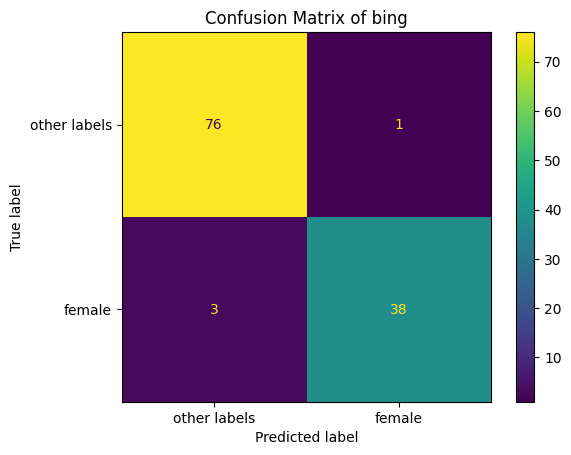 Confusion Matrix of bing
True label
other labels
76
1
female
3
38
other labels
female
Predicted label
70
60
50
40
30
20
10